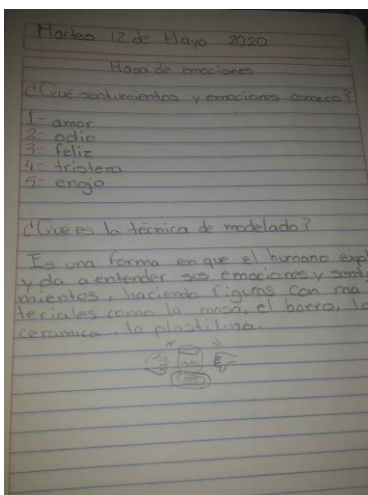 Martes 12 de Mayo 2020
Masa de emociones
¿Qué sentimientos y emociones conozco?
1- amor
2- odio
3- feliz
4- tristeza
5- enojo
¿Que es la técnica de modelado?
Es una forma en que el humano exp
y da a entender sus emociones y senti
mientos, haciendo figuras con ma
teriales como la masa, el barro, la
ceramica, la plastilina.